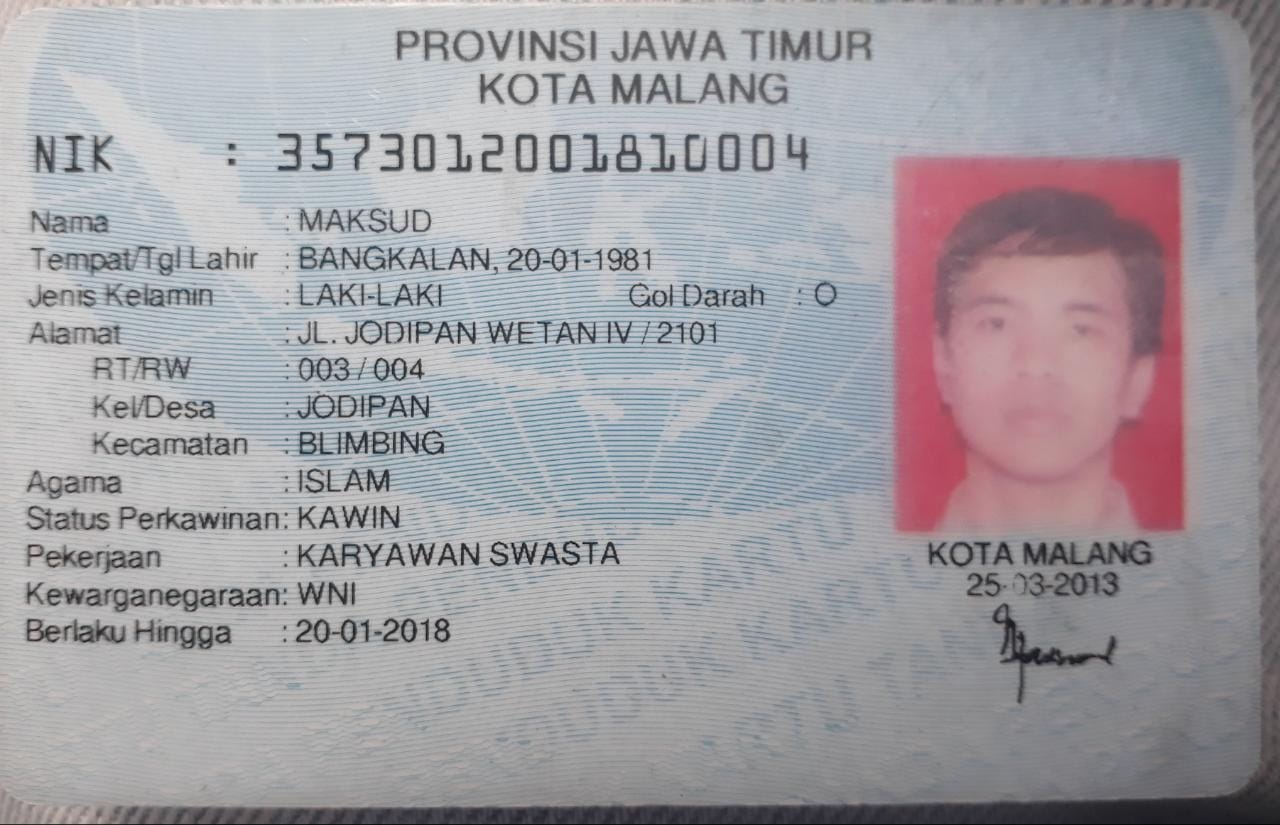 PROVINSI JAWA TIMUR
KOTA MALANG
NIK : 3573012001810004
Nama : MAKSUD
Tempat/Tgl Lahir : BANGKALAN, 20-01-1981
Jenis Kelamin : LAKI-LAKI Gol Darah : O
Alamat : JL. JODIPAN WETAN IV / 2101
RT/RW : 003 / 004
Kel/Desa : JODIPAN
Kecamatan : BLIMBING
Agama : ISLAM
Status Perkawinan: KAWIN
Pekerjaan : KARYAWAN SWASTA
Kewarganegaraan: WNI
Berlaku Hingga : 20-01-2018
KOTA MALANG
25-03-2013